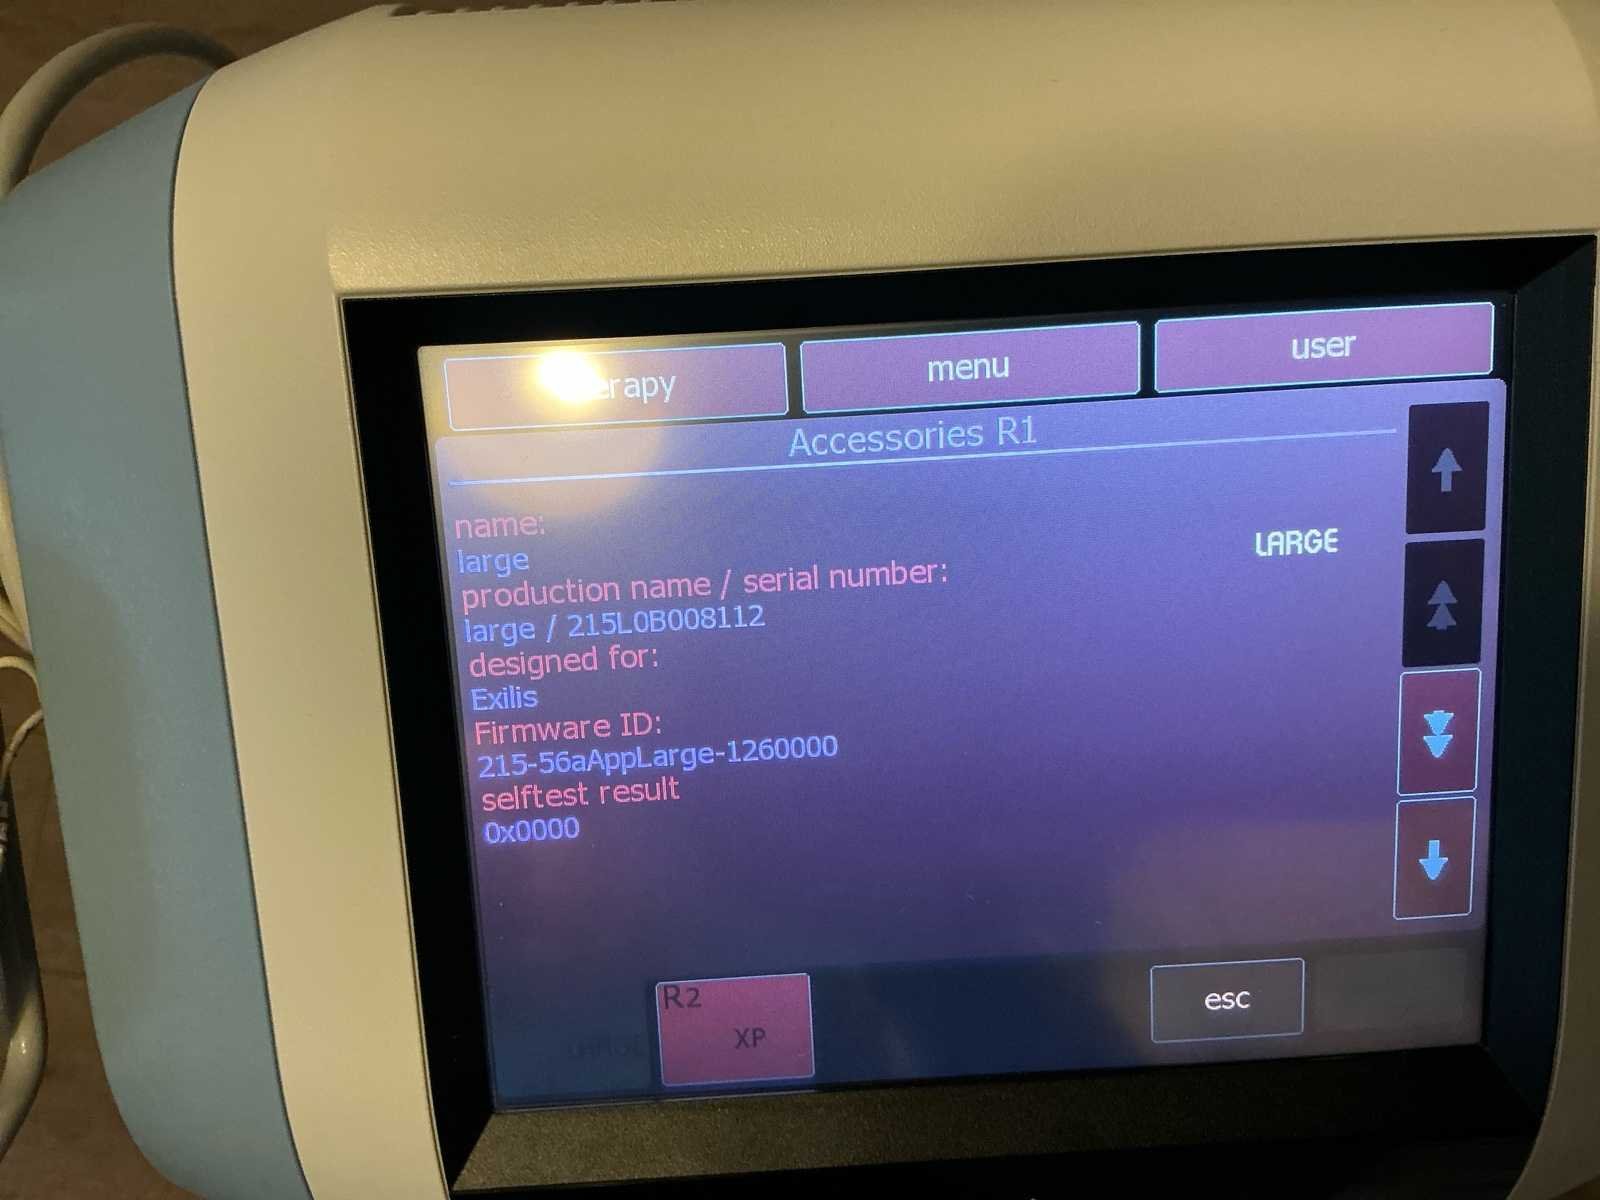 menu
user
Accessories R1
name:
large
LARGE
production name / serial number:
large / 215L0B008112
designed for:
Exilis
Firmware ID:
215-56aAppLarge-1260000
selftest result
0x0000
R2
XP
esc
LARGE